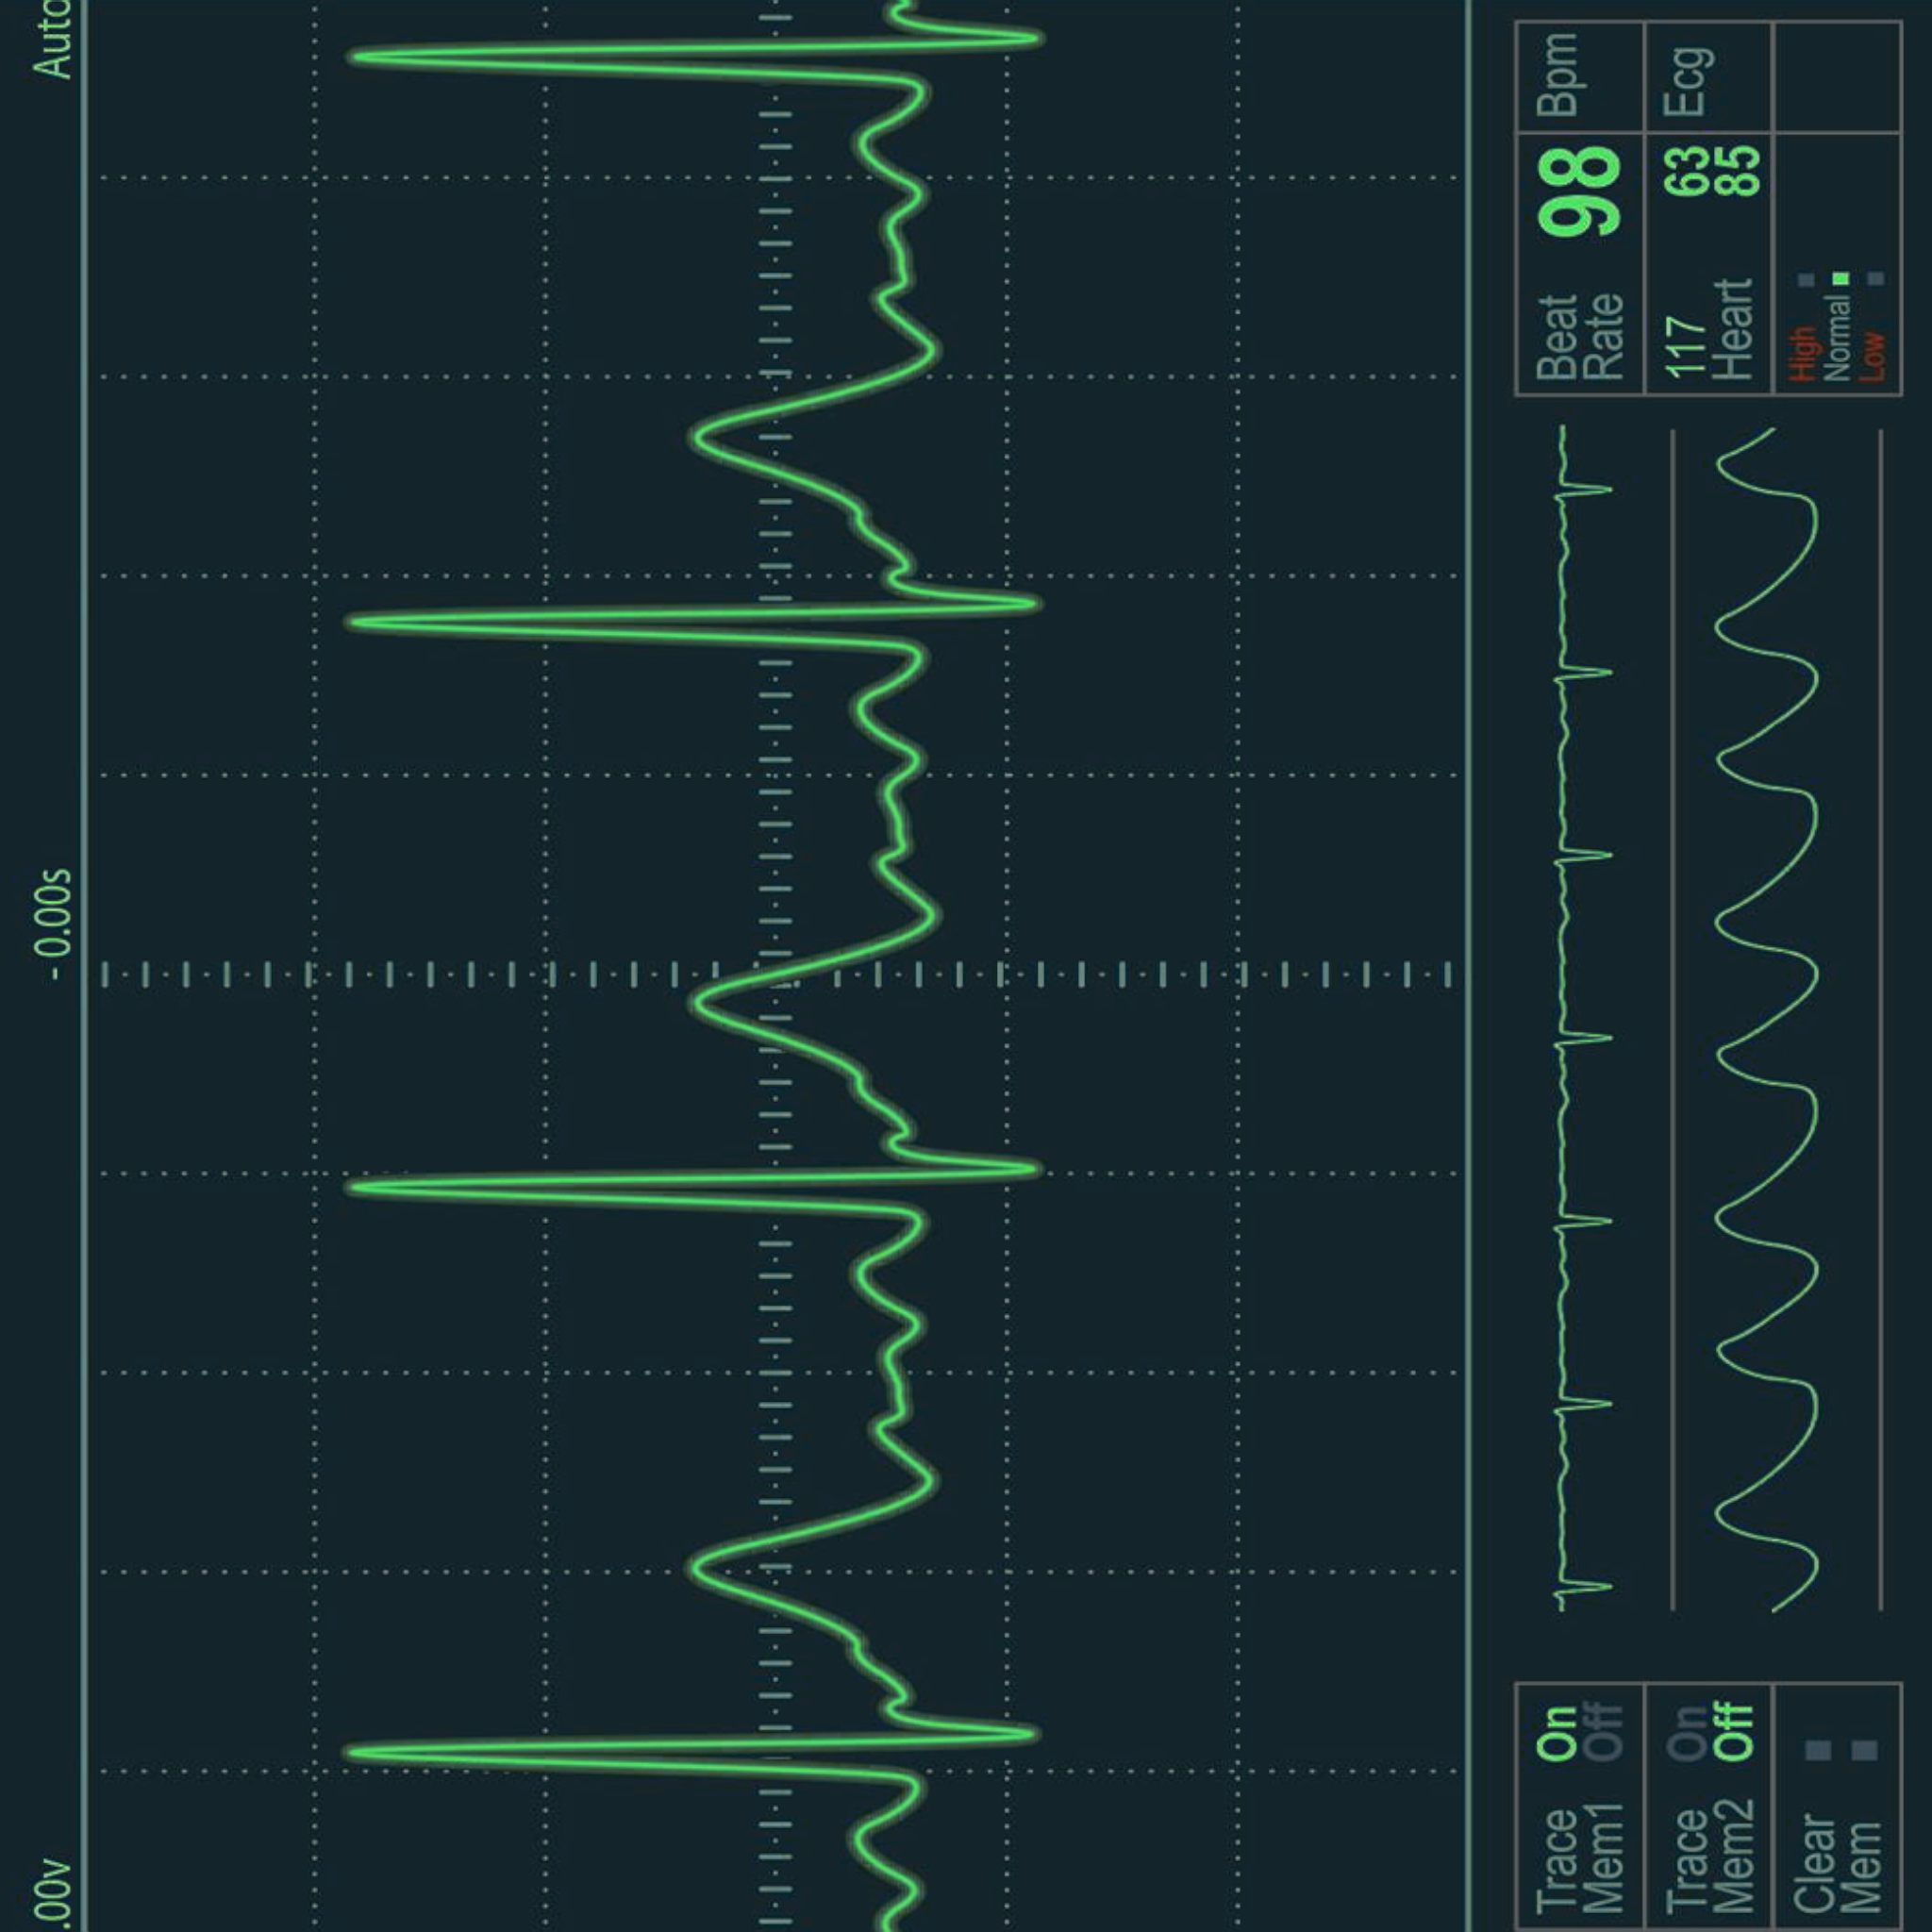 .00v
- 0.00s
Auto
Trace On
Mem1 Off
Trace On
Mem2 Off
Clear
Mem
Beat 98 Bpm
Rate
117 63 Ecg
Heart 85
High
Normal
Low